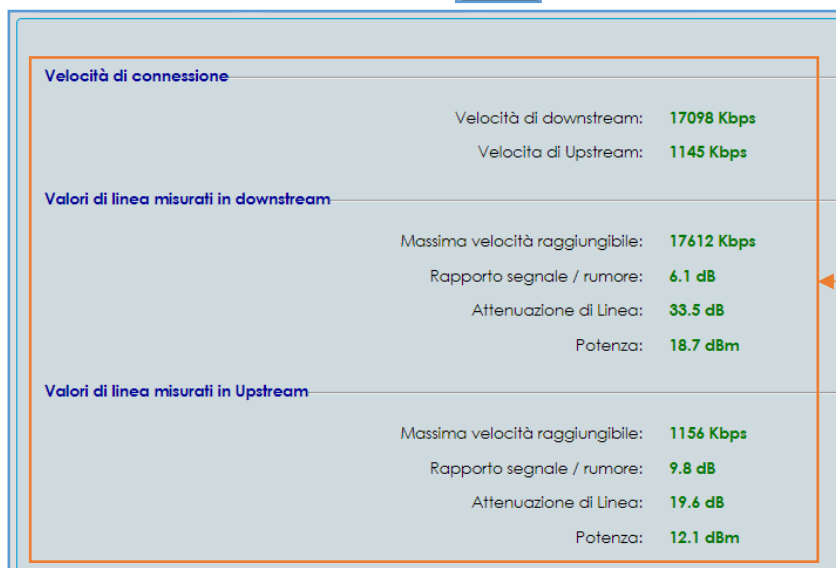 Velocità di connessione
Velocità di downstream: 17098 Kbps
Velocita di Upstream: 1145 Kbps
Valori di linea misurati in downstream
Massima velocità raggiungibile: 17612 Kbps
Rapporto segnale / rumore: 6.1 dB
Attenuazione di Linea: 33.5 dB
Potenza: 18.7 dBm
Valori di linea misurati in Upstream
Massima velocità raggiungibile: 1156 Kbps
Rapporto segnale / rumore: 9.8 dB
Attenuazione di Linea: 19.6 dB
Potenza: 12.1 dBm